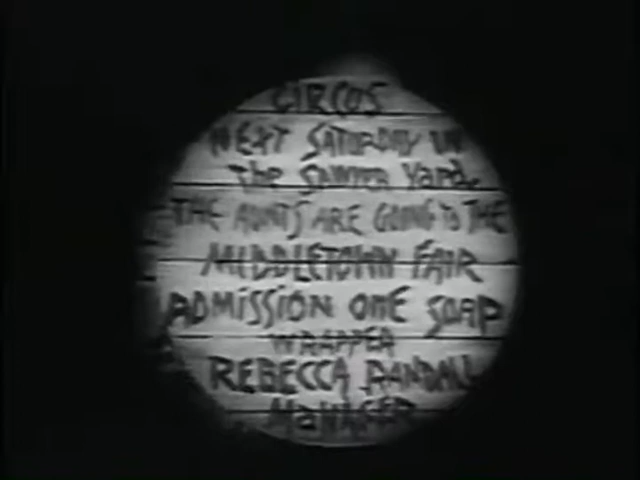 CIRCOS
NEXT SATURDAY IN
the SAWYER Yard.
THE AUNTS ARE GOING TO THE
MIDDLETOWN FAIR
ADMISSION ONE SOAP
WRAPPER
REBECCA RANDALL
MANAGER